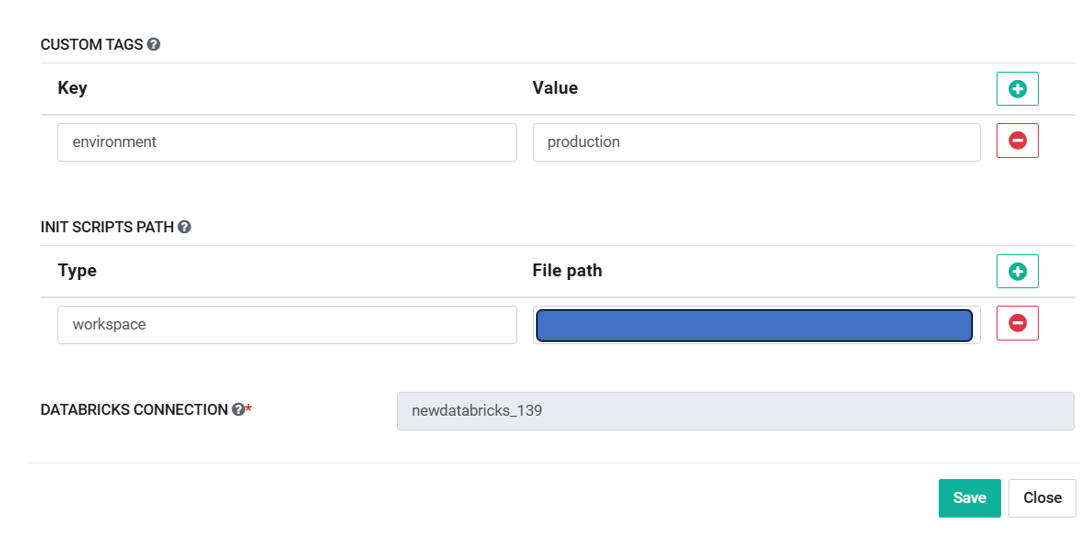 CUSTOM TAGS ?
Key Value
environment production
INIT SCRIPTS PATH ?
Type File path
workspace
DATABRICKS CONNECTION ?* newdatabricks_139
Save Close